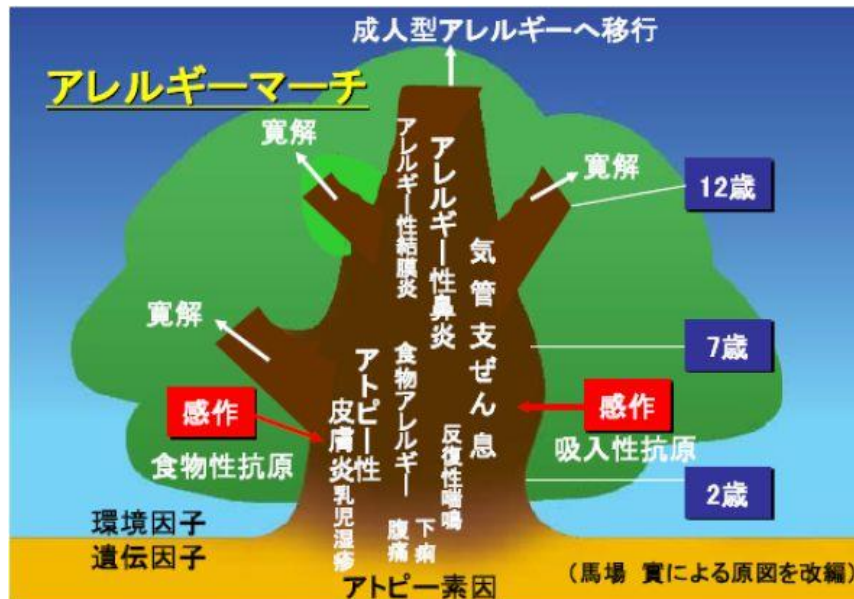 成人型アレルギーへ移行
アレルギーマーチ
寛解
寛解
12歳
アレルギー性結膜炎
アレルギー性鼻炎
気管支ぜん息
寛解
7歳
感作
食物性抗原
感作
吸入性抗原
アトピー性
皮膚炎
乳児湿疹
食物アレルギー
腹痛
下痢
反復性喘鳴
2歳
環境因子
遺伝因子
アトピー素因
(馬場 實による原図を改編)